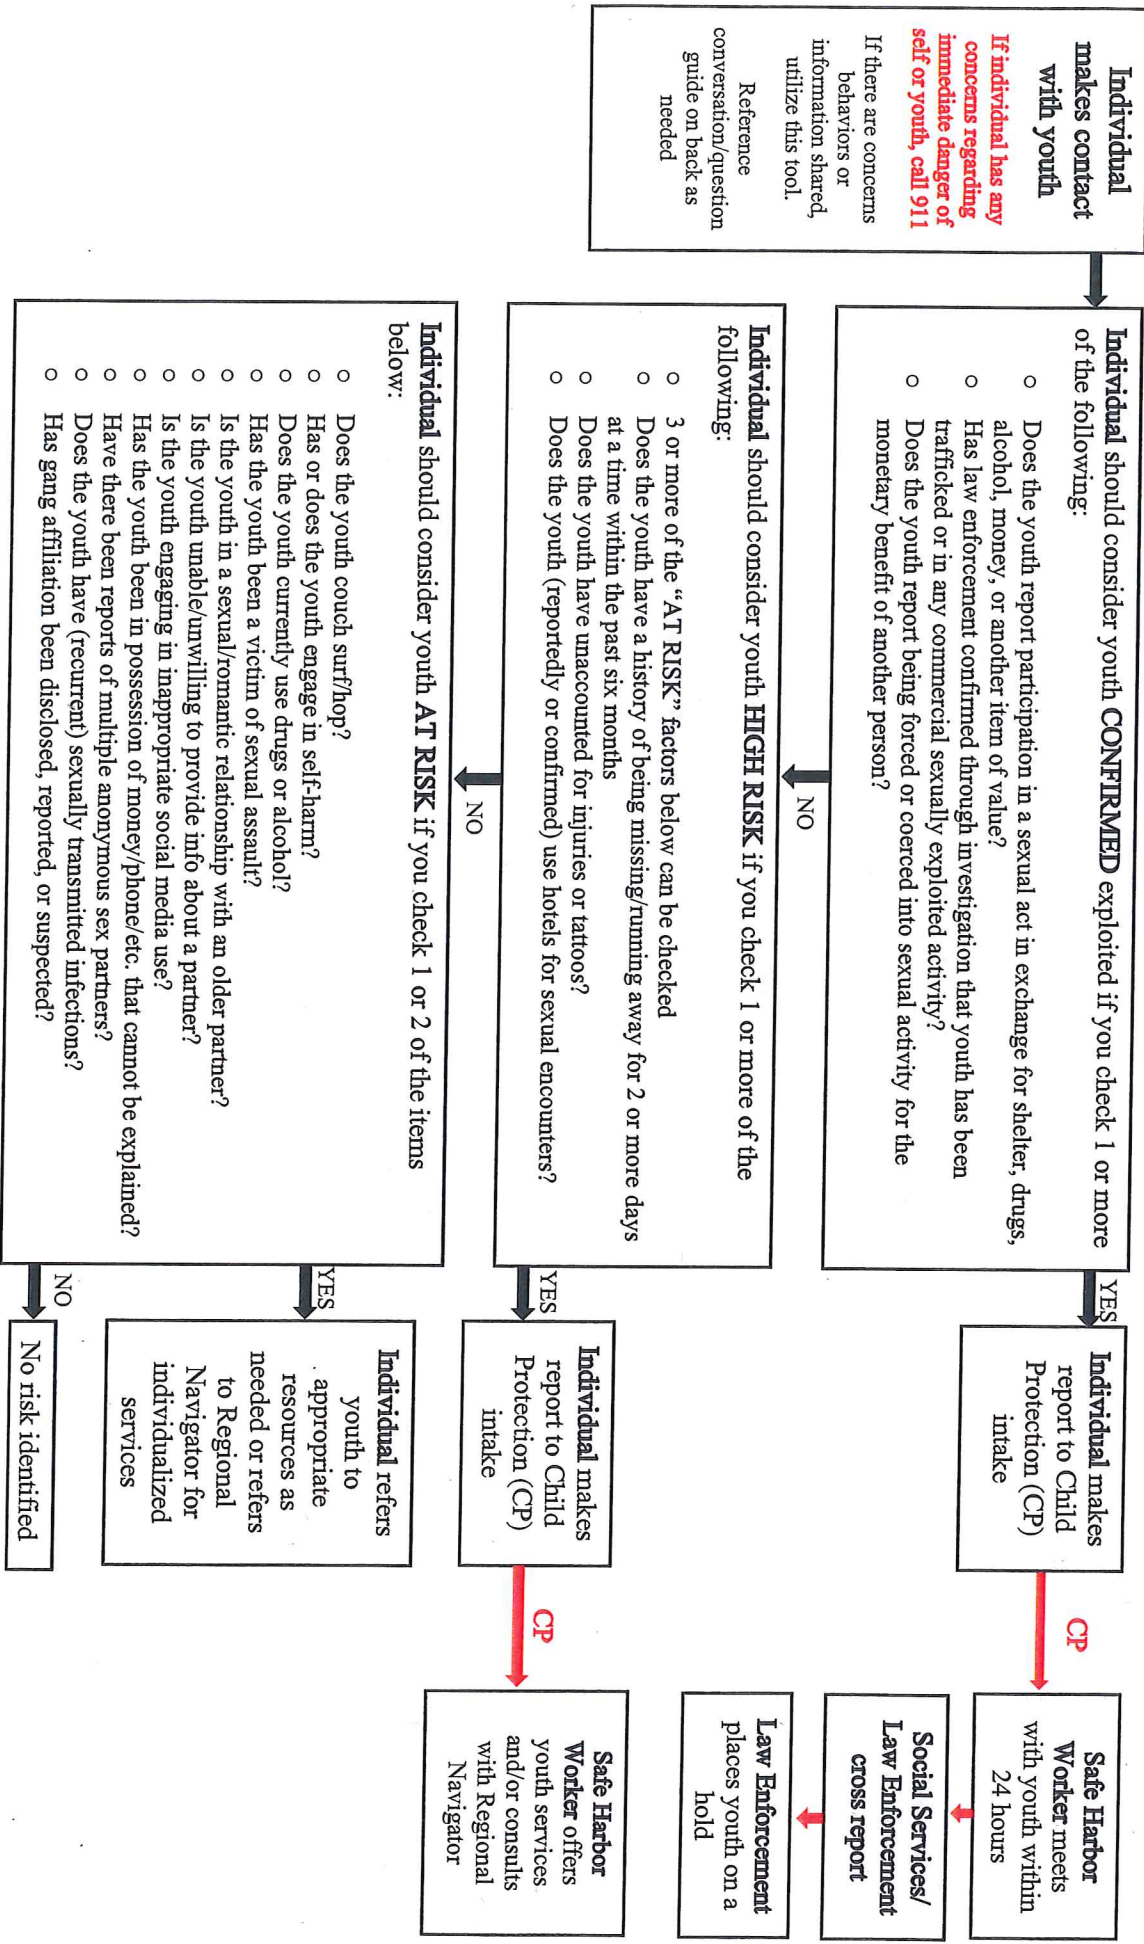 Individual
makes contact
with youth
If individual has any
concerns regarding
immediate danger of
self or youth, call 911
If there are concerns
behaviors or
information shared,
utilize this tool.
Reference
conversation/question
guide on back as
needed
Individual should consider youth CONFIRMED exploited if you check 1 or more
of the following:
o Does the youth report participation in a sexual act in exchange for shelter, drugs,
alcohol, money, or another item of value?
o Has law enforcement confirmed through investigation that youth has been
trafficked or in any commercial sexually exploited activity?
o Does the youth report being forced or coerced into sexual activity for the
monetary benefit of another person?
YES
Individual makes
report to Child
Protection (CP)
intake
CP
Safe Harbor
Worker meets
with youth within
24 hours
Social Services/
Law Enforcement
cross report
Law Enforcement
places youth on a
hold
NO
Individual should consider youth HIGH RISK if you check 1 or more of the
following:
o 3 or more of the “AT RISK” factors below can be checked
o Does the youth have a history of being missing/running away for 2 or more days
at a time within the past six months
o Does the youth have unaccounted for injuries or tattoos?
o Does the youth (reportedly or confirmed) use hotels for sexual encounters?
YES
Individual makes
report to Child
Protection (CP)
intake
CP
Safe Harbor
Worker offers
youth services
and/or consults
with Regional
Navigator
NO
Individual should consider youth AT RISK if you check 1 or 2 of the items
below:
o Does the youth couch surf/hop?
o Has or does the youth engage in self-harm?
o Does the youth currently use drugs or alcohol?
o Has the youth been a victim of sexual assault?
o Is the youth in a sexual/romantic relationship with an older partner?
o Is the youth unable/unwilling to provide info about a partner?
o Is the youth engaging in inappropriate social media use?
o Has the youth been in possession of money/phone/etc. that cannot be explained?
o Have there been reports of multiple anonymous sex partners?
o Does the youth have (recurrent) sexually transmitted infections?
o Has gang affiliation been disclosed, reported, or suspected?
YES
Individual refers
youth to
appropriate
resources as
needed or refers
to Regional
Navigator for
individualized
services
NO
No risk identified